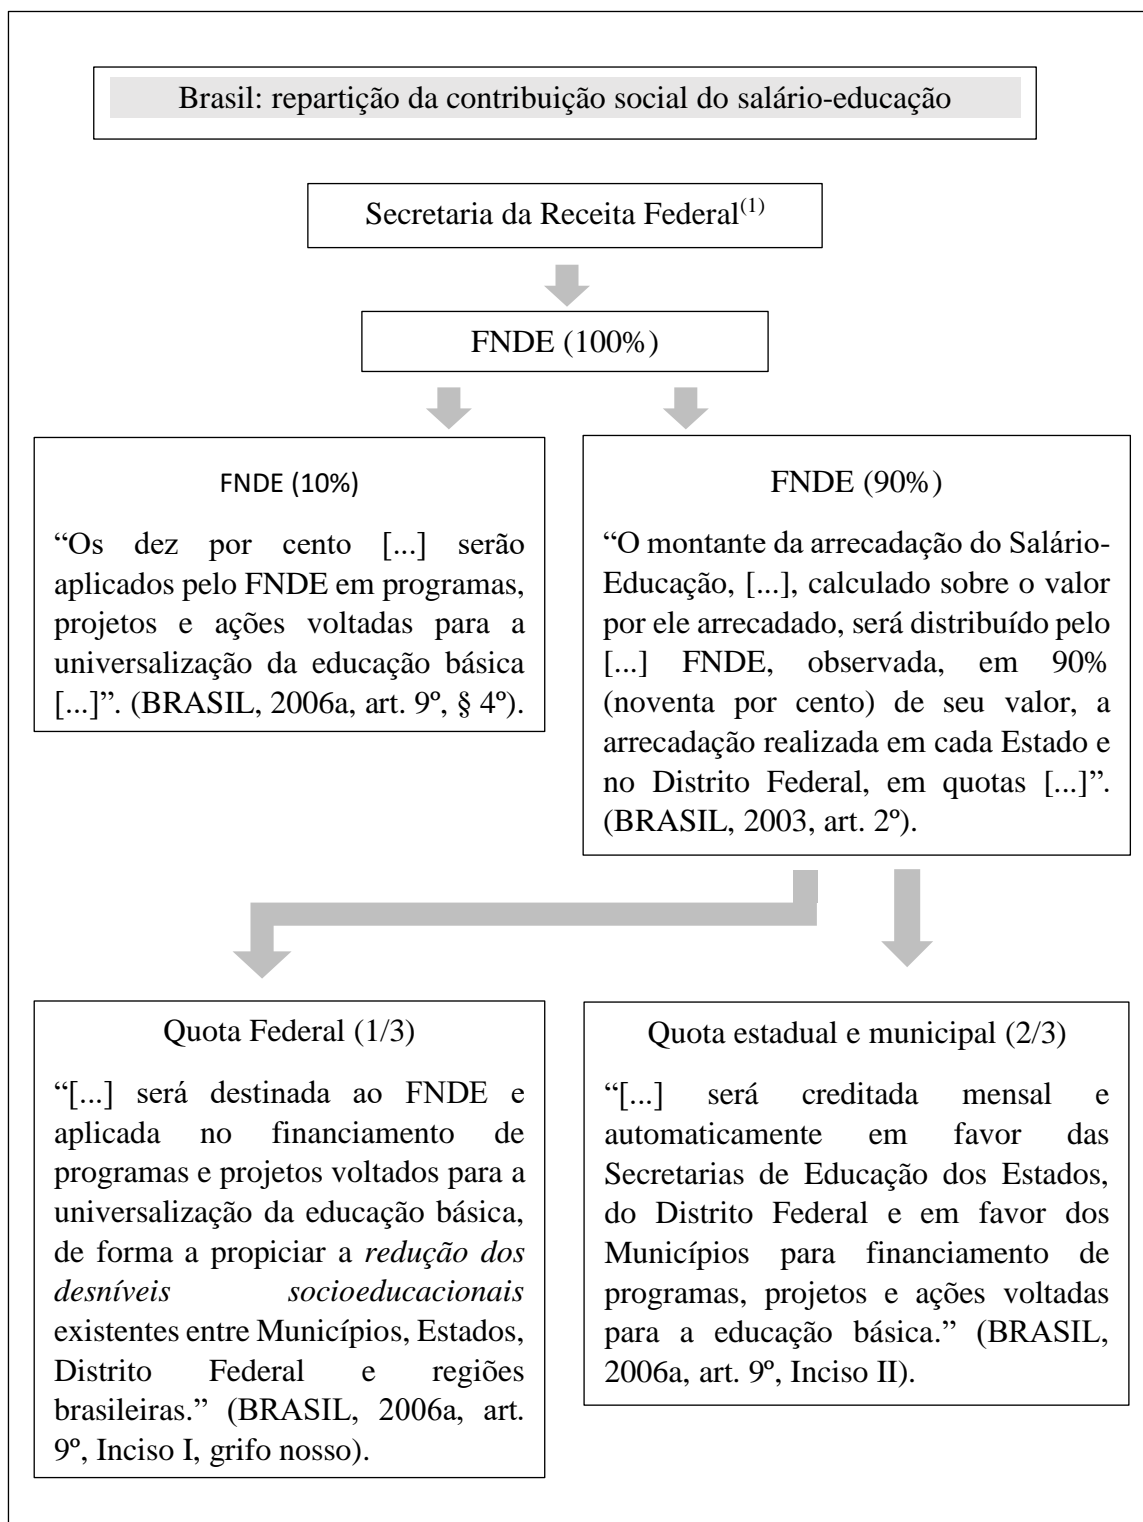 Brasil: repartição da contribuição social do salário-educação
Secretaria da Receita Federal(1)
FNDE (100%)
FNDE (10%)
“Os dez por cento [...] serão
aplicados pelo FNDE em programas,
projetos e ações voltadas para a
universalização da educação básica
[...]”. (BRASIL, 2006a, art. 9º, § 4º).
FNDE (90%)
“O montante da arrecadação do Salário-
Educação, [...], calculado sobre o valor
por ele arrecadado, será distribuído pelo
[...] FNDE, observada, em 90%
(noventa por cento) de seu valor, a
arrecadação realizada em cada Estado e
no Distrito Federal, em quotas [...]”.
(BRASIL, 2003, art. 2º).
Quota Federal (1/3)
“[...] será destinada ao FNDE e
aplicada no financiamento de
programas e projetos voltados para a
universalização da educação básica,
de forma a propiciar a redução dos
desníveis socioeducacionais
existentes entre Municípios, Estados,
Distrito Federal e regiões
brasileiras.” (BRASIL, 2006a, art.
9º, Inciso I, grifo nosso).
Quota estadual e municipal (2/3)
“[...] será creditada mensal e
automaticamente em favor das
Secretarias de Educação dos Estados,
do Distrito Federal e em favor dos
Municípios para financiamento de
programas, projetos e ações voltadas
para a educação básica.” (BRASIL,
2006a, art. 9º, Inciso II).